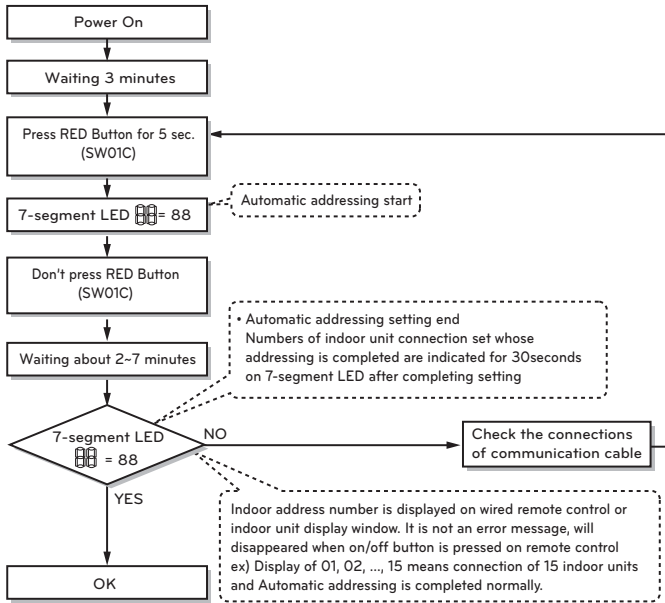 Power On
Waiting 3 minutes
Press RED Button for 5 sec.
(SW01C)
7-segment LED 88= 88
Automatic addressing start
Don't press RED Button
(SW01C)
• Automatic addressing setting end
Numbers of indoor unit connection set whose
addressing is completed are indicated for 30seconds
on 7-segment LED after completing setting
Waiting about 2~7 minutes
7-segment LED
88 = 88
NO
Check the connections
of communication cable
YES
Indoor address number is displayed on wired remote control or
indoor unit display window. It is not an error message, will
disappeared when on/off button is pressed on remote control
ex) Display of 01, 02, ..., 15 means connection of 15 indoor units
and Automatic addressing is completed normally.
OK